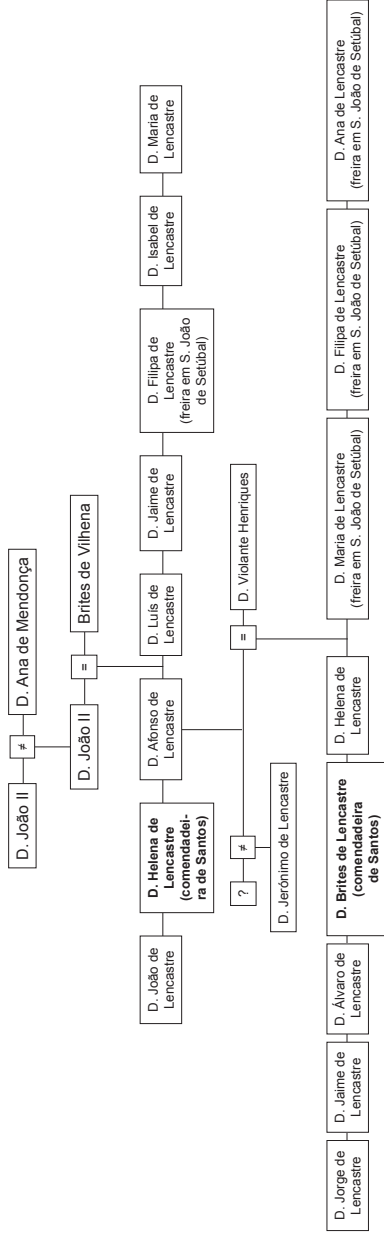 D. João II
≠
D. Ana de Mendonça
D. João II
=
Brites de Vilhena
D. João de
Lencastre
D. Helena de
Lencastre
(comendadei-
ra de Santos)
D. Afonso de
Lencastre
D. Luís de
Lencastre
D. Jaime de
Lencastre
D. Filipa de
Lencastre
(freira em S. João
de Setúbal)
D. Isabel de
Lencastre
D. Maria de
Lencastre
?
≠
=
D. Violante Henriques
D. Jerónimo de Lencastre
D. Jorge de
Lencastre
D. Jaime de
Lencastre
D. Álvaro de
Lencastre
D. Brites de Lencastre
(comendadeira
de Santos)
D. Helena de
Lencastre
D. Maria de Lencastre
(freira em S. João de Setúbal)
D. Filipa de Lencastre
(freira em S. João de Setúbal)
D. Ana de Lencastre
(freira em S. João de Setúbal)